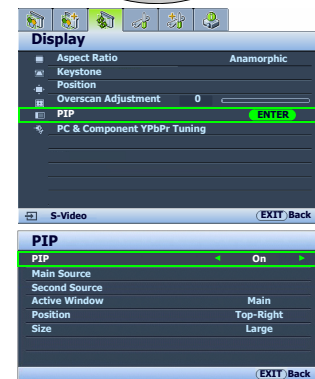 Display
Aspect Ratio Anamorphic
Keystone
Position
Overscan Adjustment 0
PIP ENTER
PC & Component YPbPr Tuning
S-Video EXIT Back
PIP
PIP On
Main Source
Second Source
Active Window Main
Position Top-Right
Size Large
EXIT Back